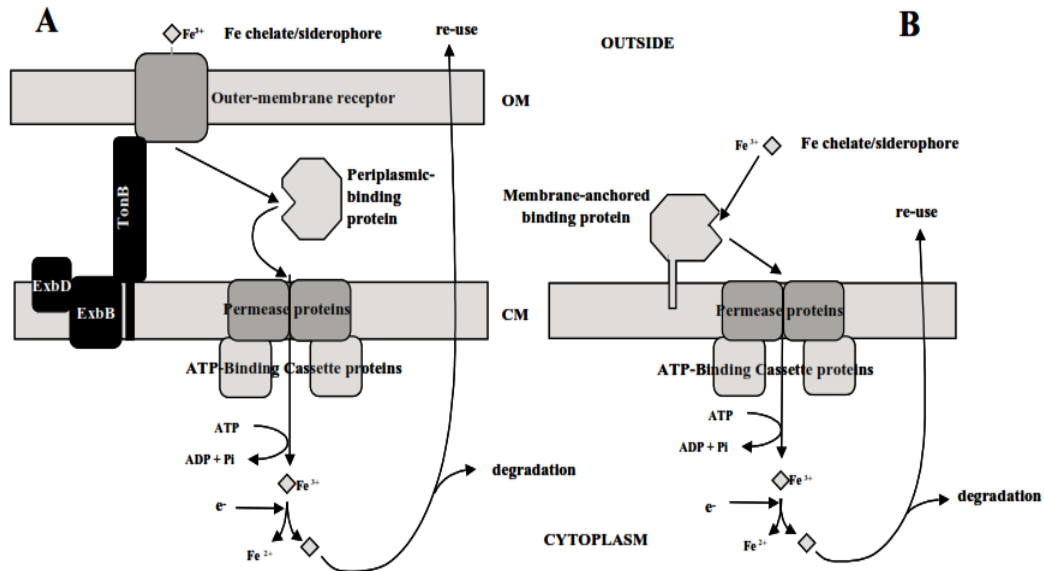 A
Fe³⁺
Fe chelate/siderophore
re-use
OUTSIDE
B
Outer-membrane receptor
OM
TonB
Periplasmic-
binding
protein
Fe ³⁺
Fe chelate/siderophore
Membrane-anchored
binding protein
re-use
ExbD
ExbB
Permease proteins
CM
Permease proteins
ATP-Binding Cassette proteins
ATP-Binding Cassette proteins
ATP
ADP + Pi
ATP
ADP + Pi
Fe ³⁺
degradation
Fe ³⁺
degradation
e-
Fe ²⁺
CYTOPLASM
e-
Fe ²⁺